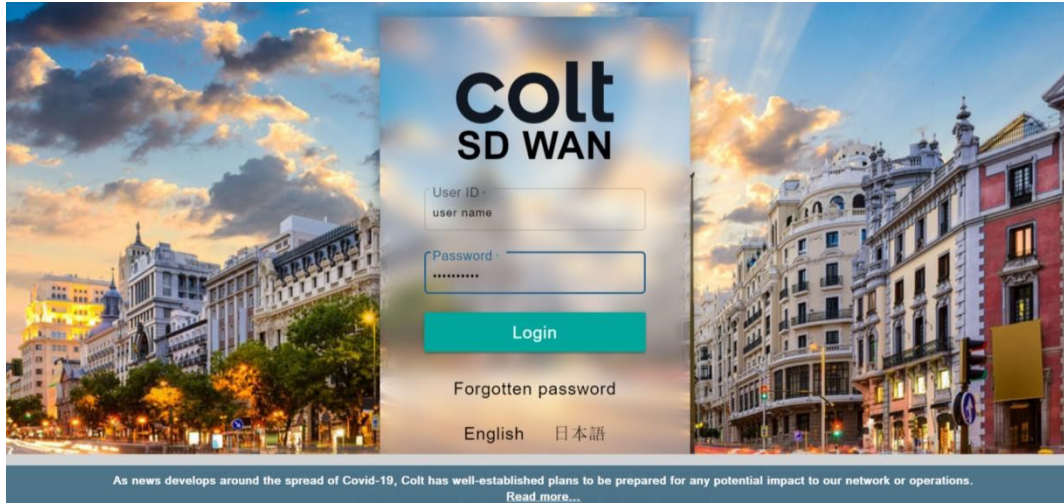 colt
SD WAN
User ID
user name
Password
••••••••••
Login
Forgotten password
English 日本語
As news develops around the spread of Covid-19, Colt has well-established plans to be prepared for any potential impact to our network or operations.
Read more...